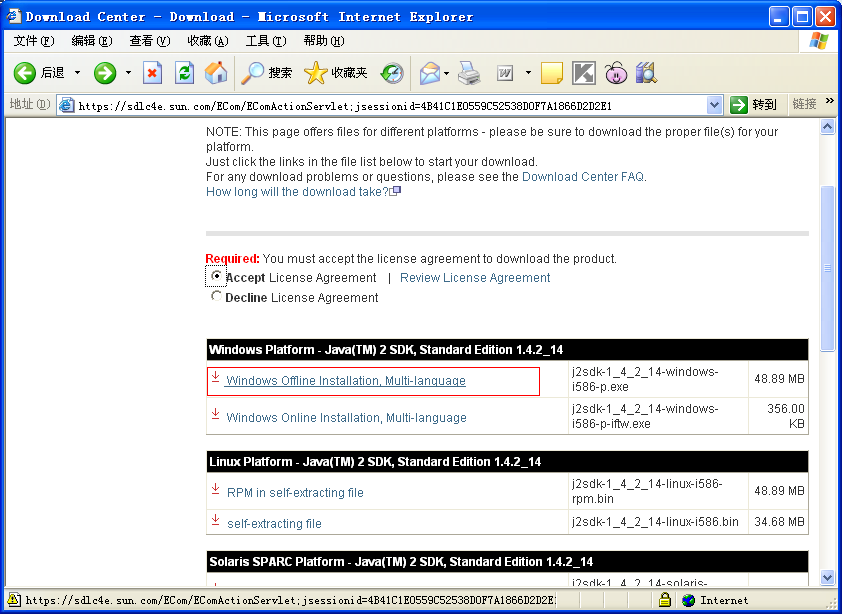 Download Center - Download - Microsoft Internet Explorer
文件(F) 编辑(E) 查看(V) 收藏(A) 工具(T) 帮助(H)
后退 搜索 收藏夹
地址(D) https://sdlc4e.sun.com/ECom/EComActionServlet;jsessionid=4B41C1E0559C52538D0F7A1866D2D2E1 转到 链接 »
NOTE: This page offers files for different platforms - please be sure to download the proper file(s) for your
platform.
Just click the links in the file list below to start your download.
For any download problems or questions, please see the Download Center FAQ.
How long will the download take?
Required: You must accept the license agreement to download the product.
Accept License Agreement | Review License Agreement
Decline License Agreement
Windows Platform - Java(TM) 2 SDK, Standard Edition 1.4.2_14
Windows Offline Installation, Multi-language j2sdk-1_4_2_14-windows-
i586-p.exe 48.89 MB
Windows Online Installation, Multi-language j2sdk-1_4_2_14-windows-
i586-p-iftw.exe 356.00
KB
Linux Platform - Java(TM) 2 SDK, Standard Edition 1.4.2_14
RPM in self-extracting file j2sdk-1_4_2_14-linux-i586-
rpm.bin 48.89 MB
self-extracting file j2sdk-1_4_2_14-linux-i586.bin 34.68 MB
Solaris SPARC Platform - Java(TM) 2 SDK, Standard Edition 1.4.2_14
j2sdk-1_4_2_14-solaris-
https://sdlc4e.sun.com/ECom/EComActionServlet;jsessionid=4B41C1E0559C52538D0F7A1866D2D2E Internet